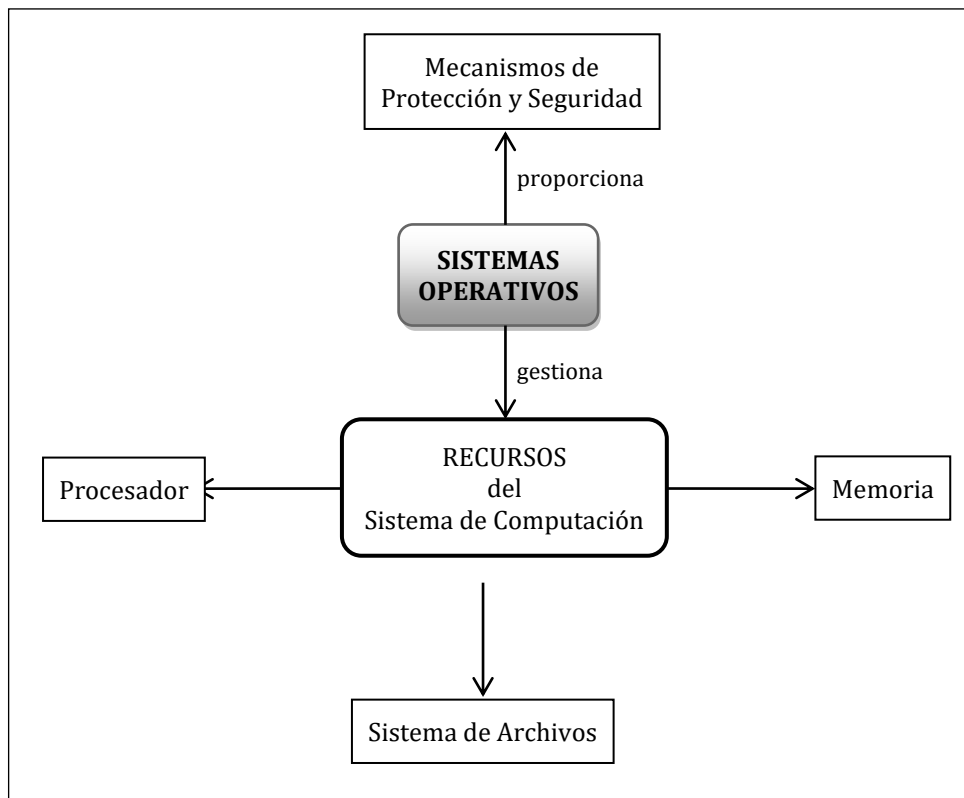 Mecanismos de
Protección y Seguridad
proporciona
SISTEMAS
OPERATIVOS
gestiona
RECURSOS
del
Sistema de Computación
Procesador
Memoria
Sistema de Archivos